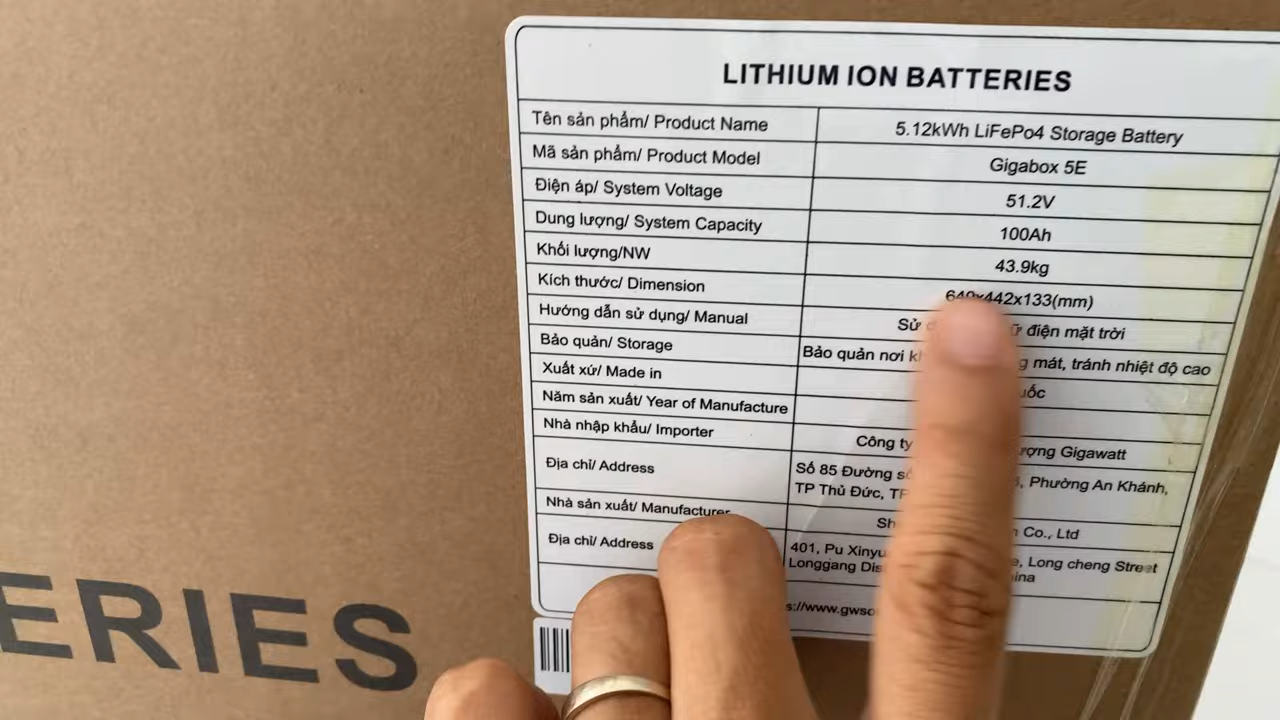 LITHIUM ION BATTERIES
Tên sản phẩm/ Product Name 5.12kWh LiFePo4 Storage Battery
Mã sản phẩm/ Product Model Gigabox 5E
Điện áp/ System Voltage 51.2V
Dung lượng/ System Capacity 100Ah
Khối lượng/NW 43.9kg
Kích thước/ Dimension
Hướng dẫn sử dụng/ Manual Sử điện mặt trời
Bảo quản/ Storage Bảo quản nơi mát, tránh nhiệt độ cao
Xuất xứ/ Made in
Năm sản xuất/ Year of Manufacture
Nhà nhập khẩu/ Importer Công ty Gigawatt
Địa chỉ/ Address Số 85 Đường Phường An Khánh,
TP Thủ Đức,
Nhà sản xuất/ Manufacturer Co., Ltd
Địa chỉ/ Address 401, Pu Long cheng Street
Longgang
ERIES